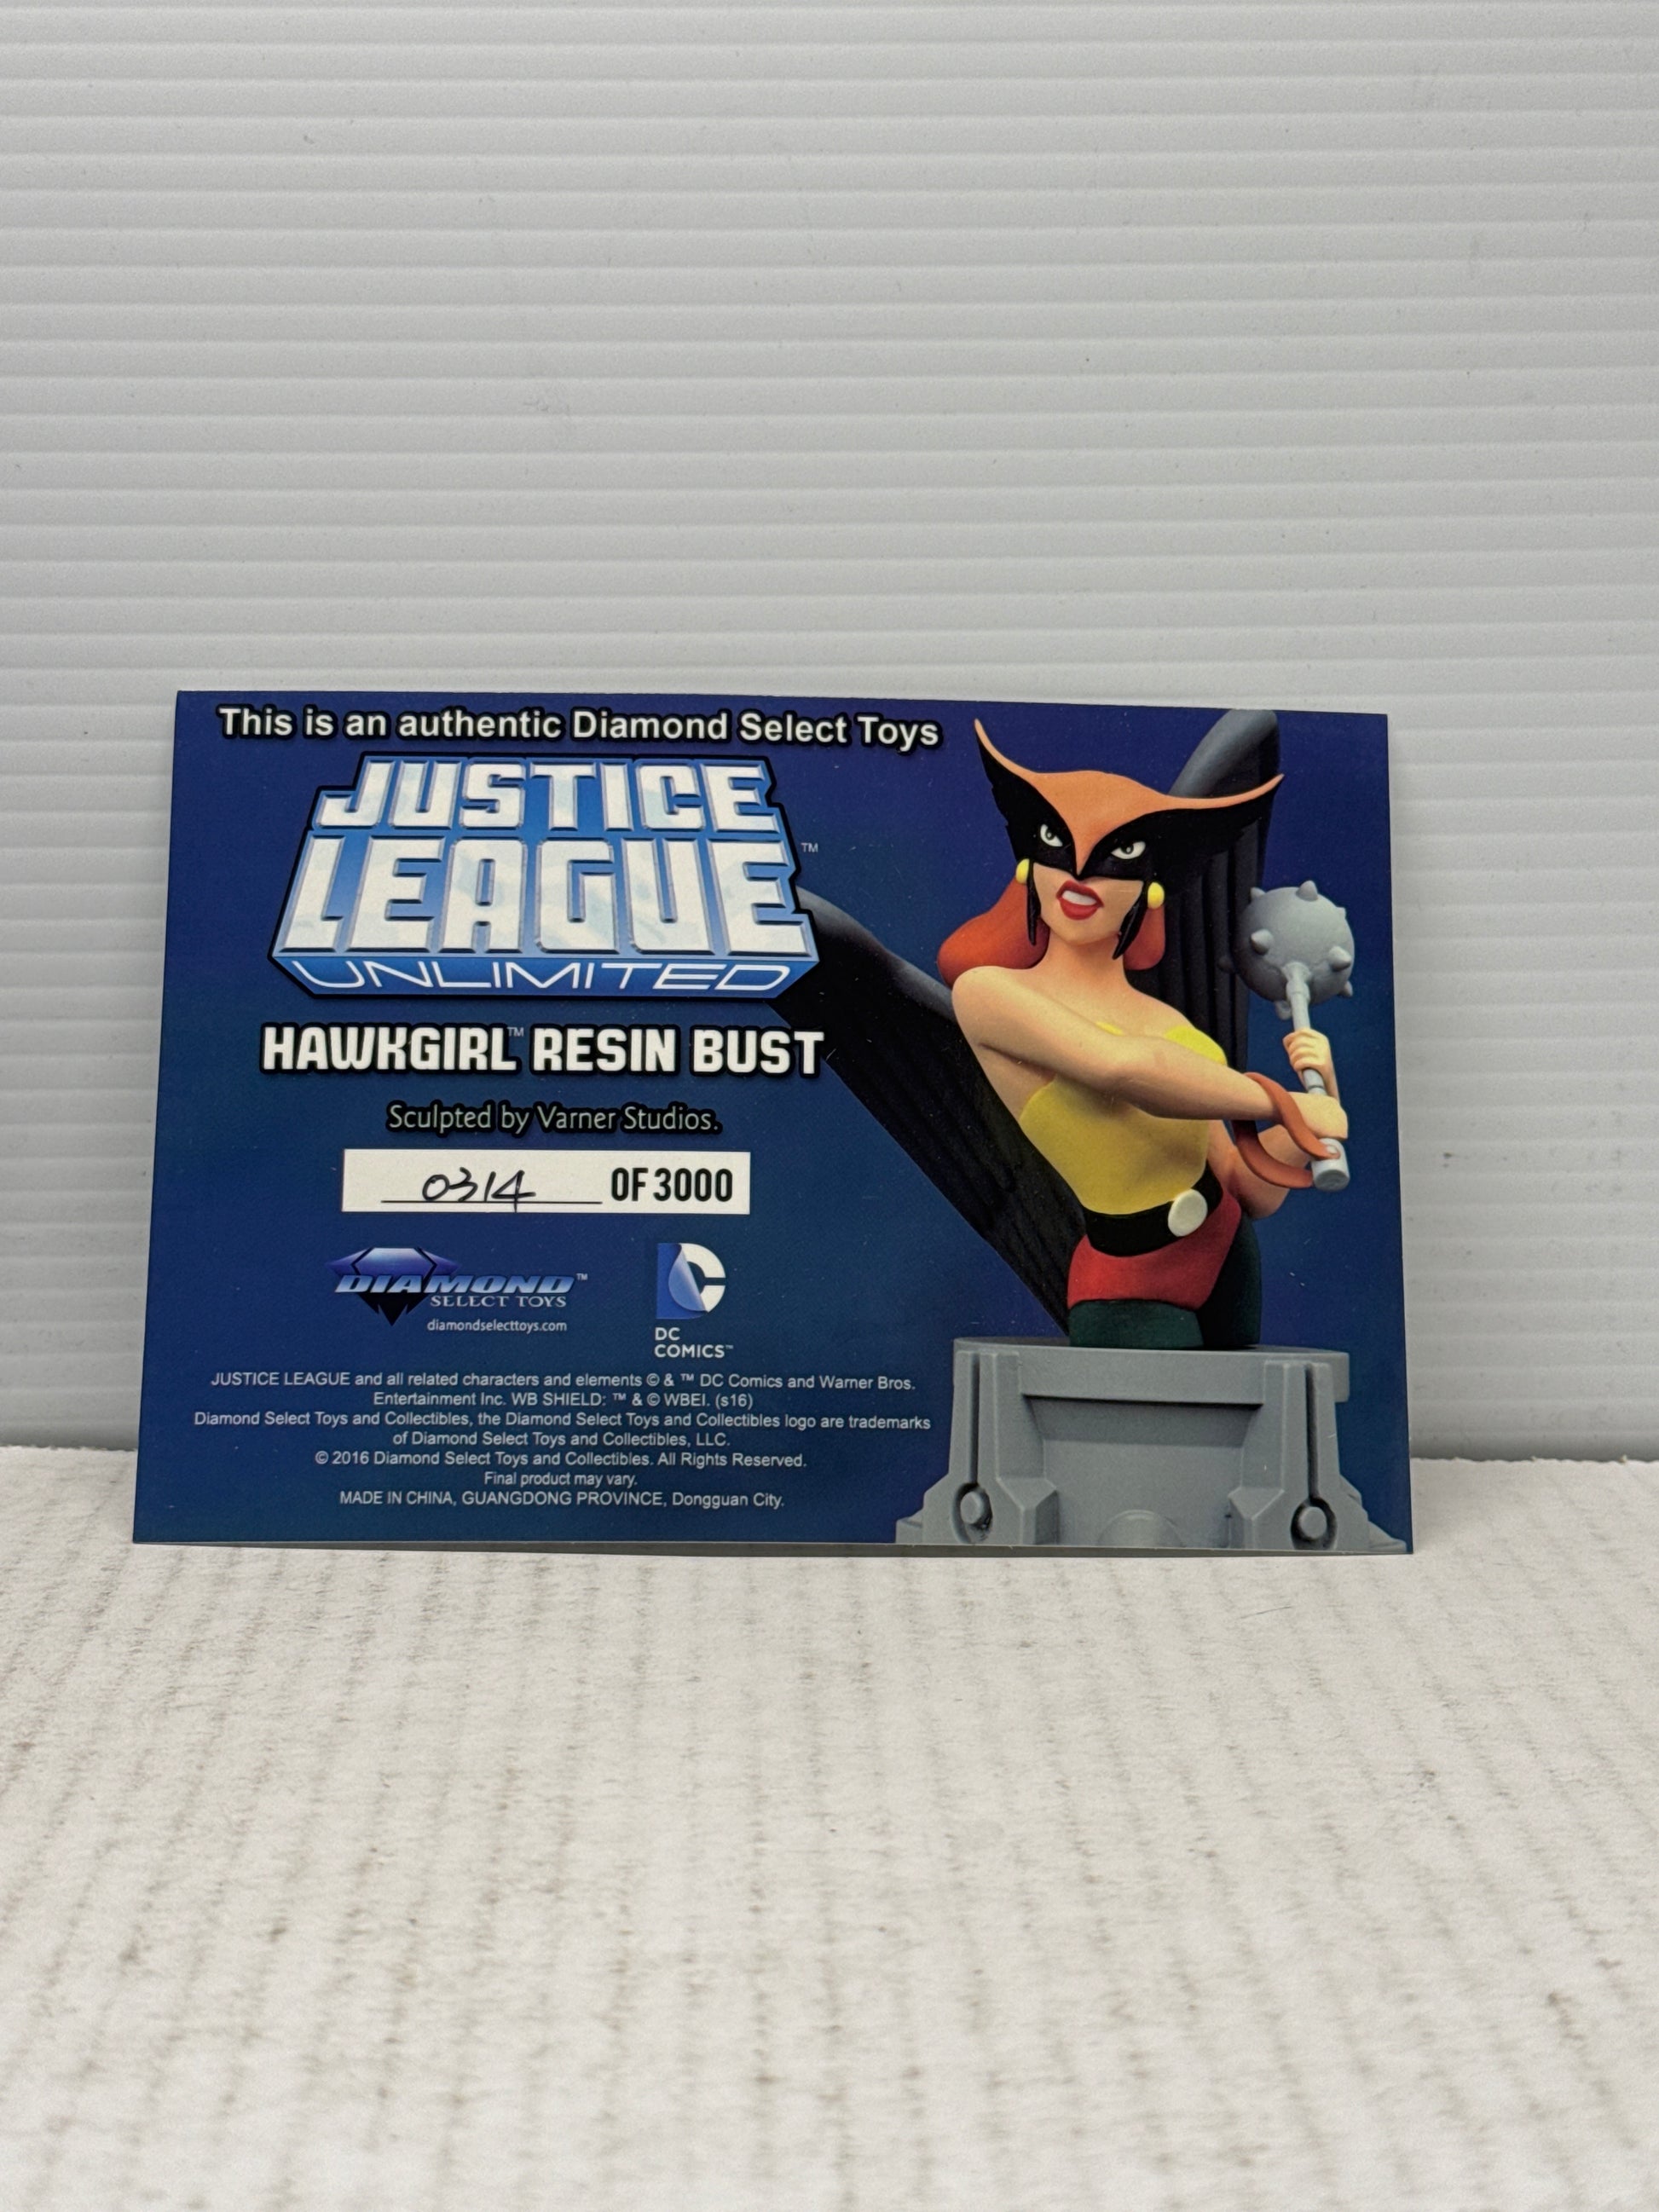 This is an authentic Diamond Select Toys
JUSTICE
LEAGUE™
UNLIMITED
HAWKGIRL™ RESIN BUST
Sculpted by Varner Studios.
0314 OF 3000
DIAMOND™
SELECT TOYS
diamondselecttoys.com
DC
COMICS™
JUSTICE LEAGUE and all related characters and elements © & ™ DC Comics and Warner Bros.
Entertainment Inc. WB SHIELD: ™ & © WBEI. (s16)
Diamond Select Toys and Collectibles, the Diamond Select Toys and Collectibles logo are trademarks
of Diamond Select Toys and Collectibles, LLC.
© 2016 Diamond Select Toys and Collectibles. All Rights Reserved.
Final product may vary.
MADE IN CHINA, GUANGDONG PROVINCE, Dongguan City.